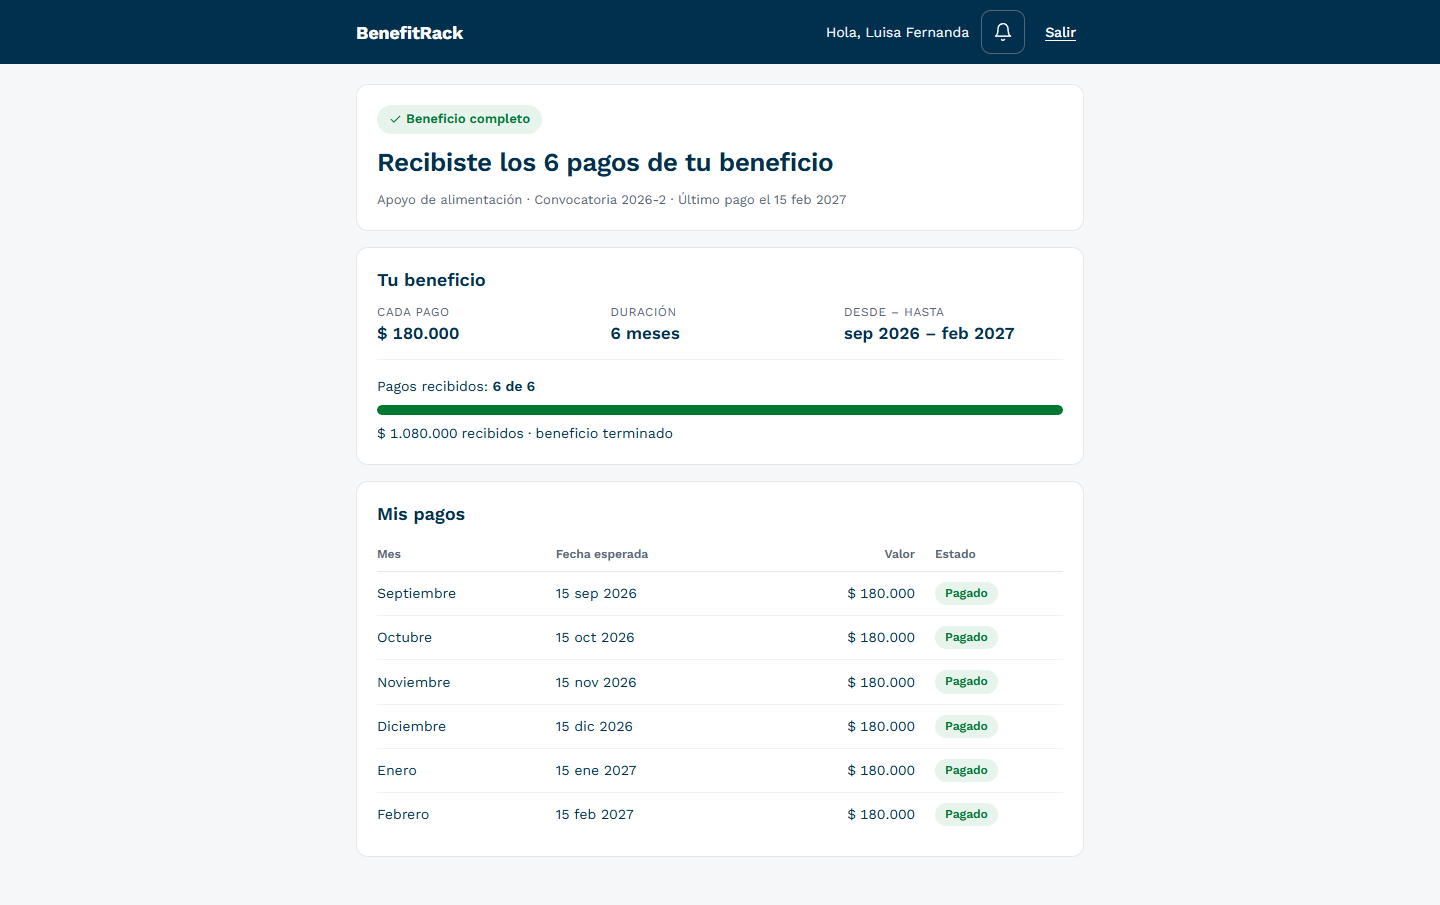 BenefitRack
Hola, Luisa Fernanda
Salir
Beneficio completo
Recibiste los 6 pagos de tu beneficio
Apoyo de alimentación · Convocatoria 2026-2 · Último pago el 15 feb 2027
Tu beneficio
CADA PAGO DURACIÓN DESDE – HASTA
$ 180.000 6 meses sep 2026 – feb 2027
Pagos recibidos: 6 de 6
$ 1.080.000 recibidos · beneficio terminado
Mis pagos
Mes Fecha esperada Valor Estado
Septiembre 15 sep 2026 $ 180.000 Pagado
Octubre 15 oct 2026 $ 180.000 Pagado
Noviembre 15 nov 2026 $ 180.000 Pagado
Diciembre 15 dic 2026 $ 180.000 Pagado
Enero 15 ene 2027 $ 180.000 Pagado
Febrero 15 feb 2027 $ 180.000 Pagado